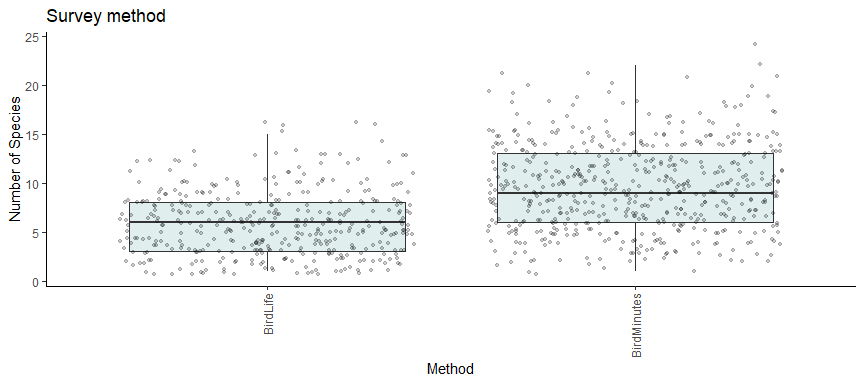 Survey method
Number of Species
25
20
15
10
5
0
BirdLife
BirdMinutes
Method